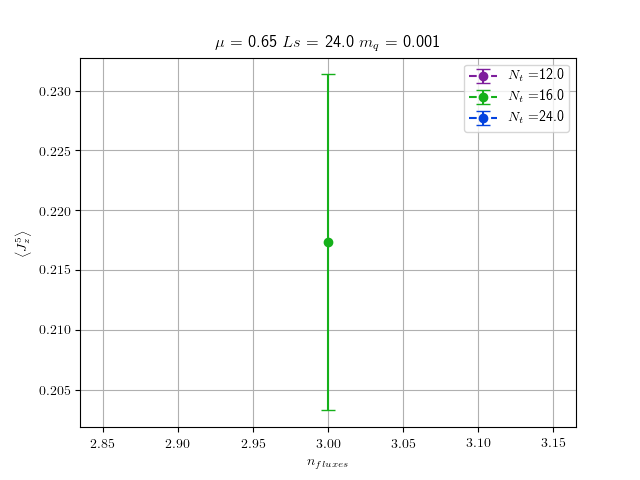 μ = 0.65 Ls = 24.0 m_q = 0.001
N_t =12.0
N_t =16.0
N_t =24.0
0.230
0.225
0.220
0.215
0.210
0.205
⟨J_z^5⟩
2.85 2.90 2.95 3.00 3.05 3.10 3.15
n_fluxes